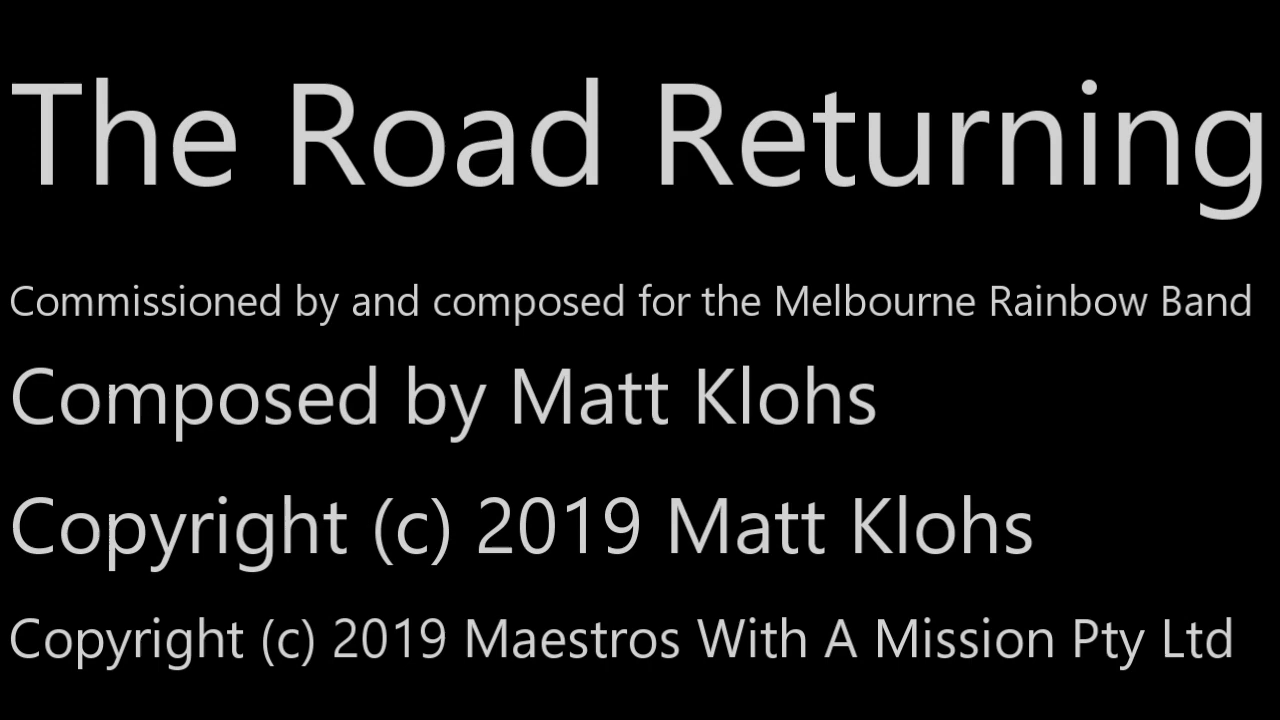 The Road Returning
Commissioned by and composed for the Melbourne Rainbow Band
Composed by Matt Klohs
Copyright (c) 2019 Matt Klohs
Copyright (c) 2019 Maestros With A Mission Pty Ltd